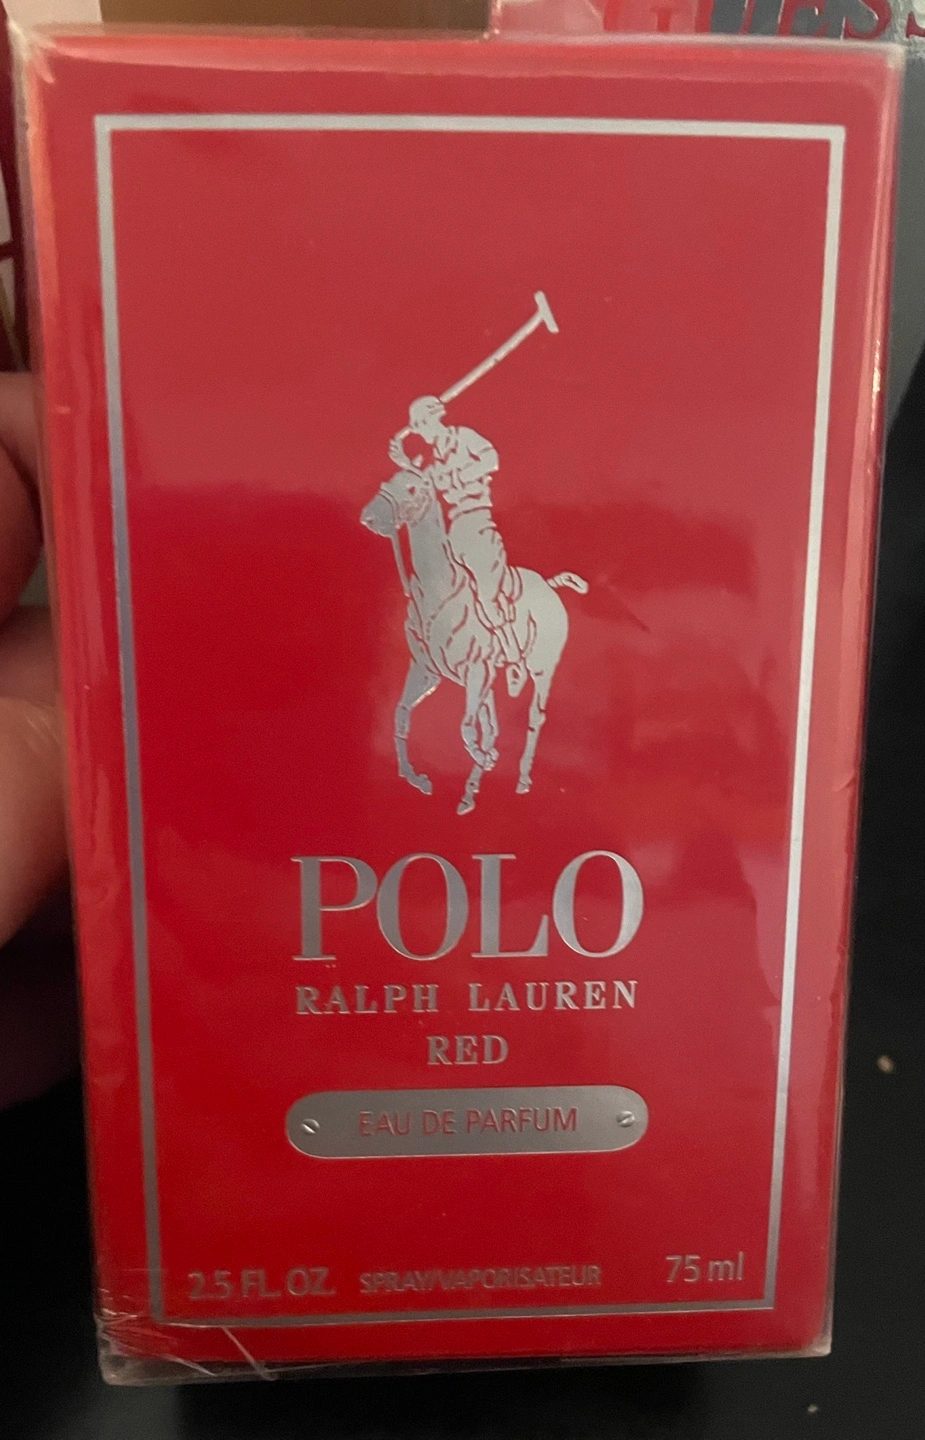 POLO
RALPH LAUREN
RED
EAU DE PARFUM
2.5 FL. OZ. SPRAY/VAPORISATEUR 75 ml